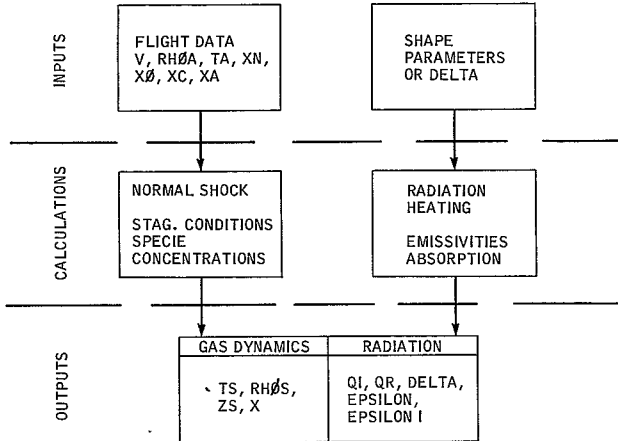 INPUTS
FLIGHT DATA
V, RHØA, TA, XN,
XØ, XC, XA
SHAPE
PARAMETERS
OR DELTA
CALCULATIONS
NORMAL SHOCK
STAG. CONDITIONS
SPECIE
CONCENTRATIONS
RADIATION
HEATING
EMISSIVITIES
ABSORPTION
OUTPUTS
GAS DYNAMICS
TS, RHØS,
ZS, X
RADIATION
QI, QR, DELTA,
EPSILON,
EPSILON I